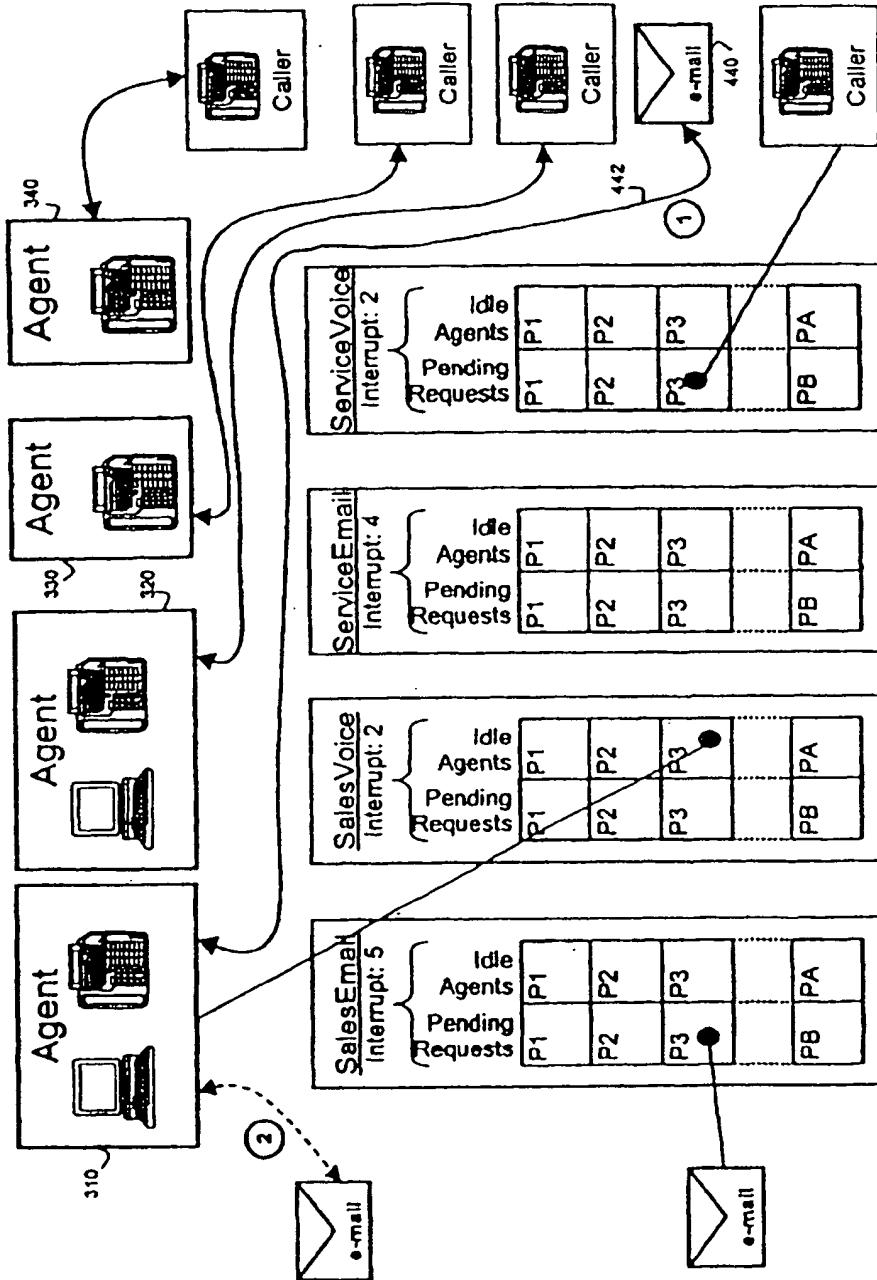 310
Agent
320
Agent
330
Agent
340
Agent
Caller
Caller
Caller
e-mail
440
Caller
442
1
2
e-mail
e-mail
SalesEmail
Interrupt: 5
Pending Requests
Idle Agents
P1
P1
P2
P2
P3
P3
PB
PA
SalesVoice
Interrupt: 2
Pending Requests
Idle Agents
P1
P1
P2
P2
P3
P3
PB
PA
ServiceEmail
Interrupt: 4
Pending Requests
Idle Agents
P1
P1
P2
P2
P3
P3
PB
PA
ServiceVoice
Interrupt: 2
Pending Requests
Idle Agents
P1
P1
P2
P2
P3
P3
PB
PA